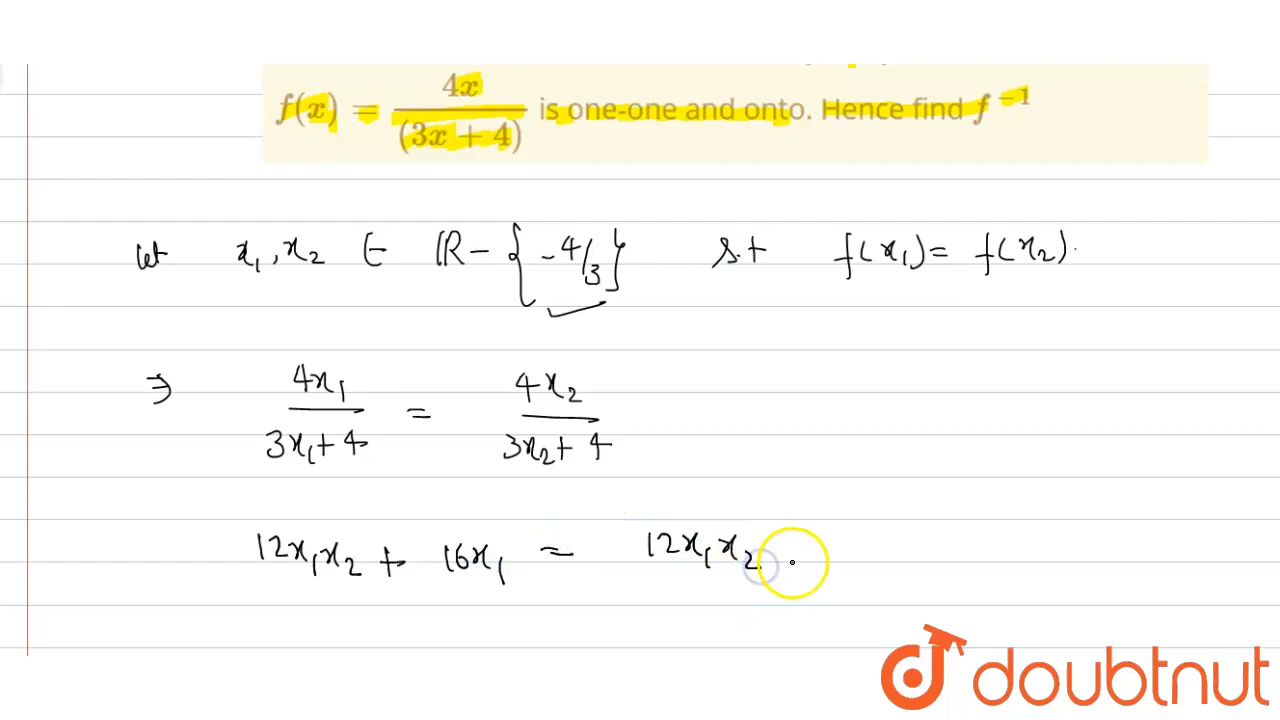 f(x) = 4x / (3x + 4) is one-one and onto. Hence find f⁻¹
let x₁, x₂ ∈ ℝ – {-4/3} s.t f(x₁) = f(x₂).
⇒ 4x₁ / 3x₁+4 = 4x₂ / 3x₂+4
12x₁x₂ + 16x₁ = 12x₁x₂
doubtnut